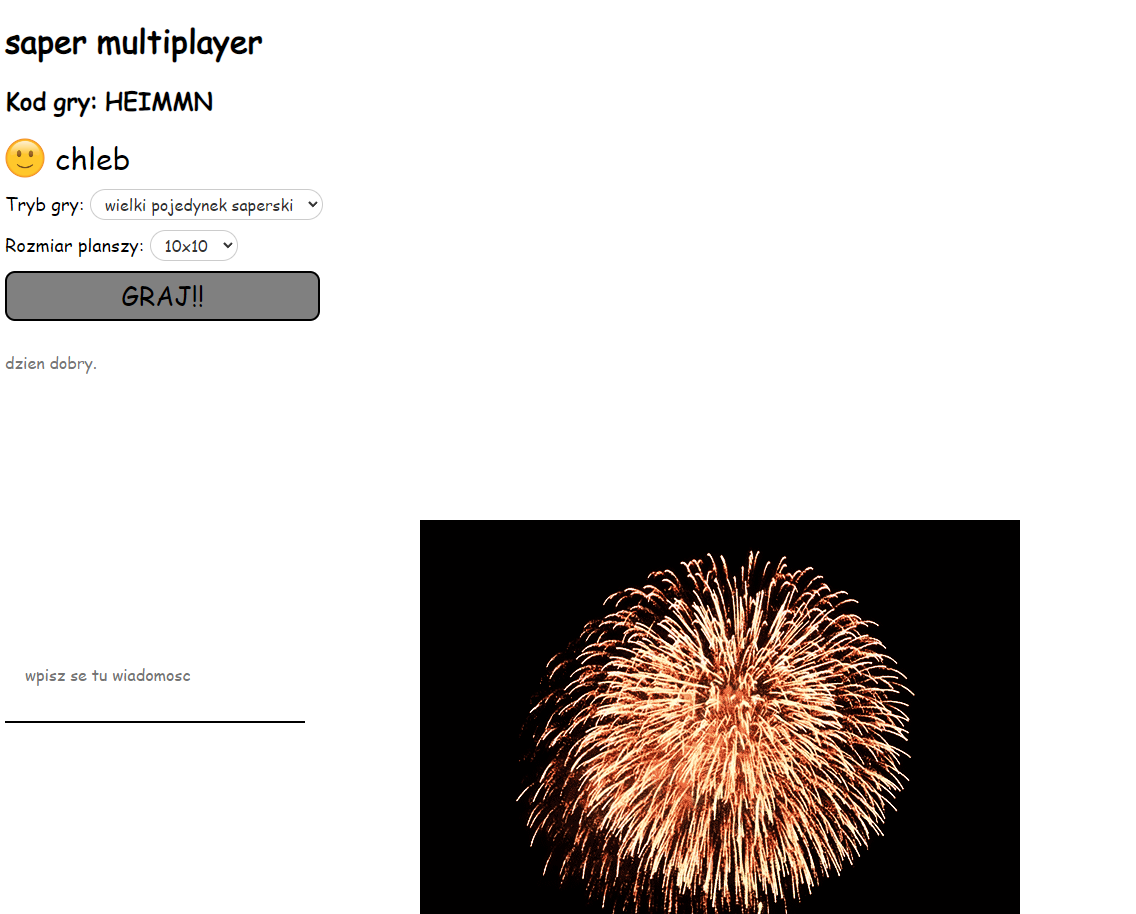 saper multiplayer
Kod gry: HEIMMN
chleb
Tryb gry: wielki pojedynek saperski
Rozmiar planszy: 10x10
GRAJ!!
dzien dobry.
wpisz se tu wiadomosc